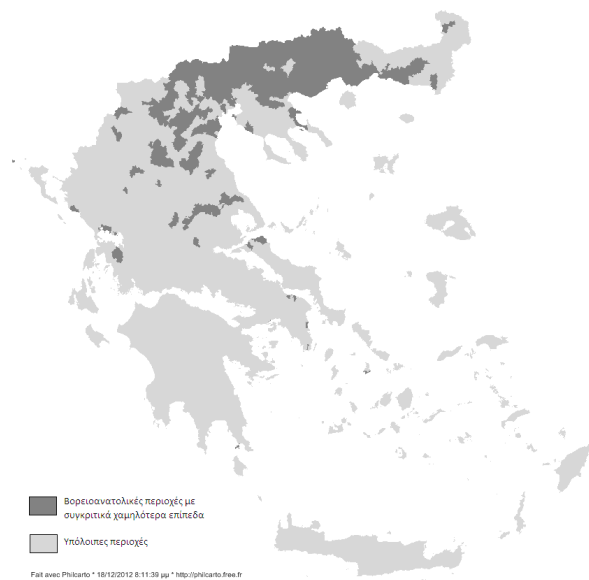 Βορειοανατολικές περιοχές με
συγκριτικά χαμηλότερα επίπεδα
Υπόλοιπες περιοχές
Fait avec Philcarto * 18/12/2012 8:11:39 μμ * http://philcarto.free.fr